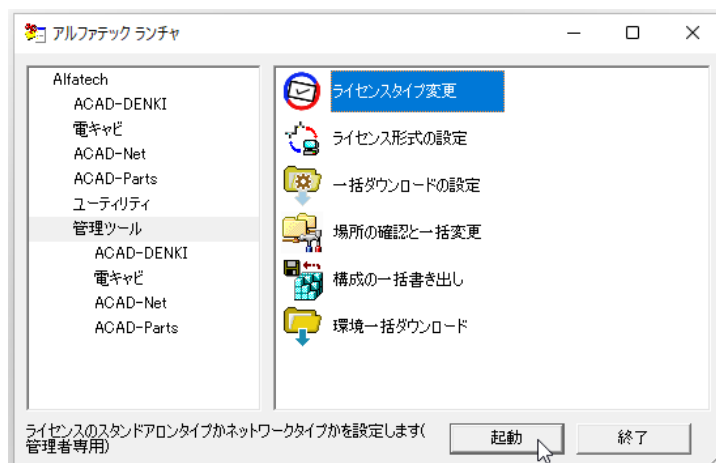 アルファテック ランチャ
Alfatech
ACAD-DENKI
電キャビ
ACAD-Net
ACAD-Parts
ユーティリティ
管理ツール
ACAD-DENKI
電キャビ
ACAD-Net
ACAD-Parts
ライセンスタイプ変更
ライセンス形式の設定
一括ダウンロードの設定
場所の確認と一括変更
構成の一括書き出し
環境一括ダウンロード
ライセンスのスタンドアロンタイプかネットワークタイプかを設定します(
管理者専用)
起動
終了